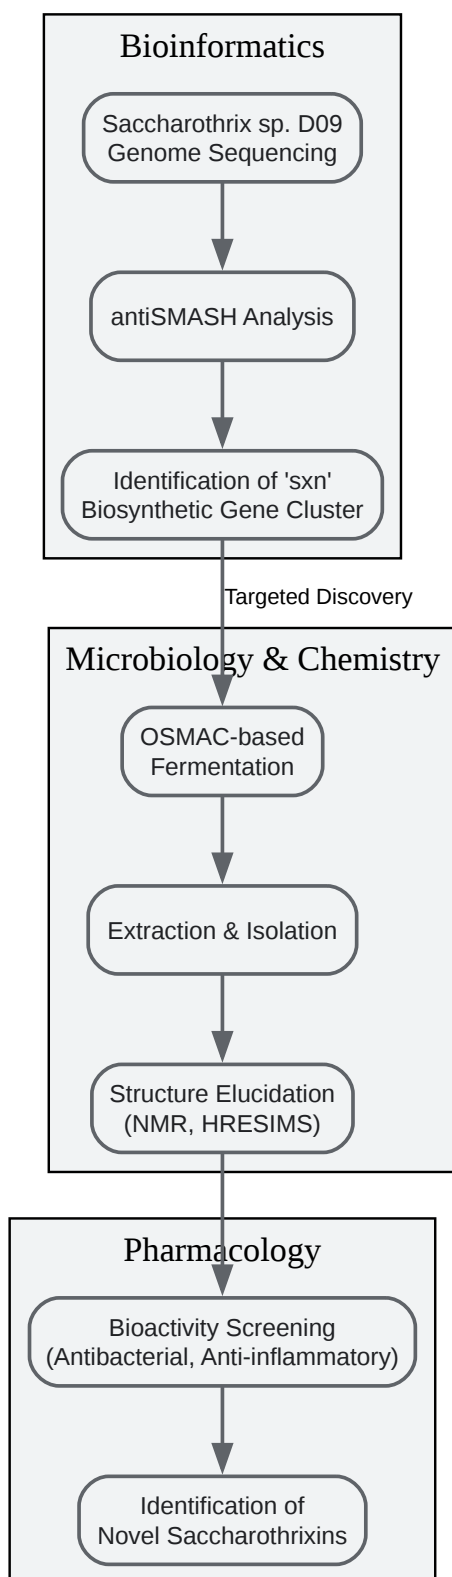 Bioinformatics
Saccharothrix sp. D09
Genome Sequencing
antiSMASH Analysis
Identification of 'sxn'
Biosynthetic Gene Cluster
Targeted Discovery
Microbiology & Chemistry
OSMAC-based
Fermentation
Extraction & Isolation
Structure Elucidation
(NMR, HRESIMS)
Pharmacology
Bioactivity Screening
(Antibacterial, Anti-inflammatory)
Identification of
Novel Saccharothrixins